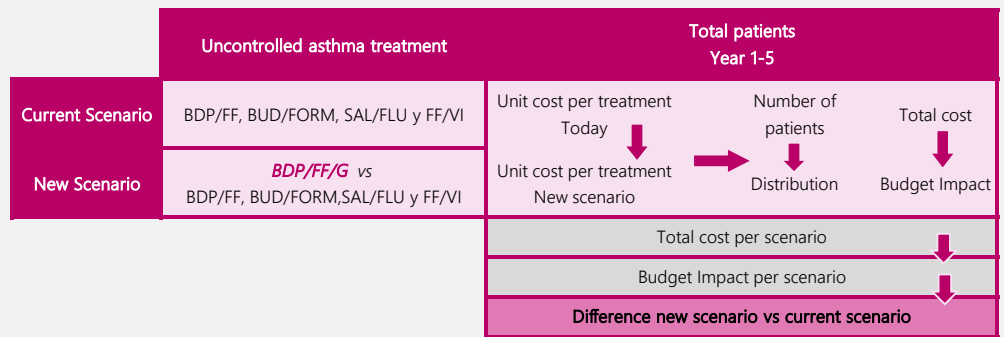 Uncontrolled asthma treatment
Total patients
Year 1-5
Current Scenario
BDP/FF, BUD/FORM, SAL/FLU y FF/VI
Unit cost per treatment
Today
Number of
patients
Total cost
New Scenario
BDP/FF/G vs
BDP/FF, BUD/FORM,SAL/FLU y FF/VI
Unit cost per treatment
New scenario
Distribution
Budget Impact
Total cost per scenario
Budget Impact per scenario
Difference new scenario vs current scenario